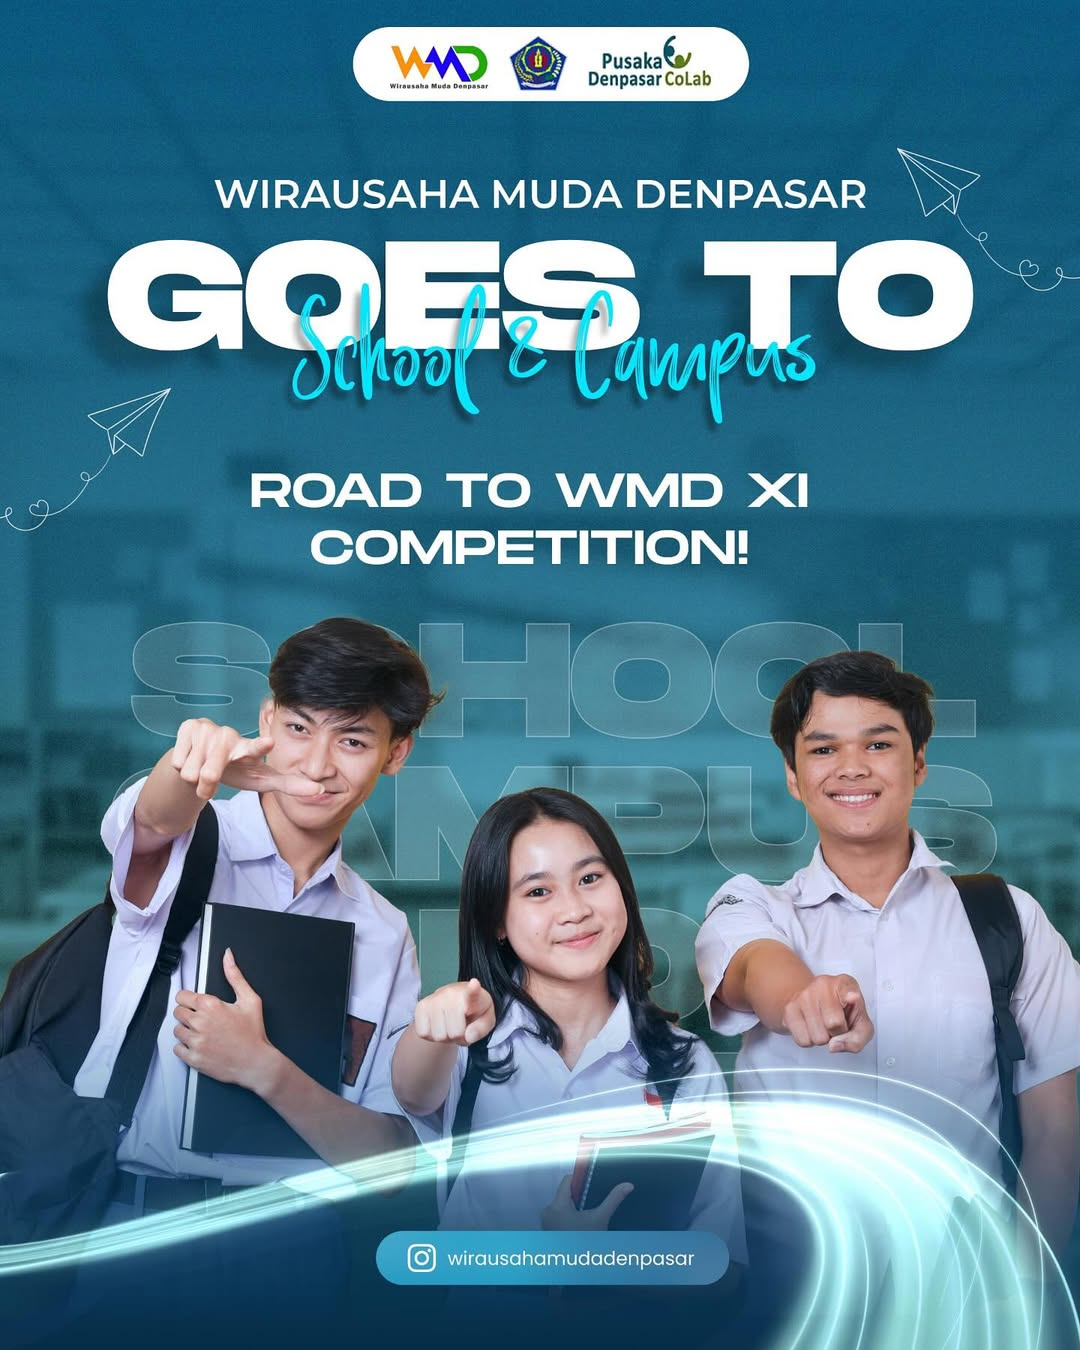 WMD
Wirausaha Muda Denpasar
Pusaka
Denpasar CoLab
WIRAUSAHA MUDA DENPASAR
GOES TO
School & Campus
ROAD TO WMD XI
COMPETITION!
SCHOOL
CAMPUS
wirausahamudadenpasar